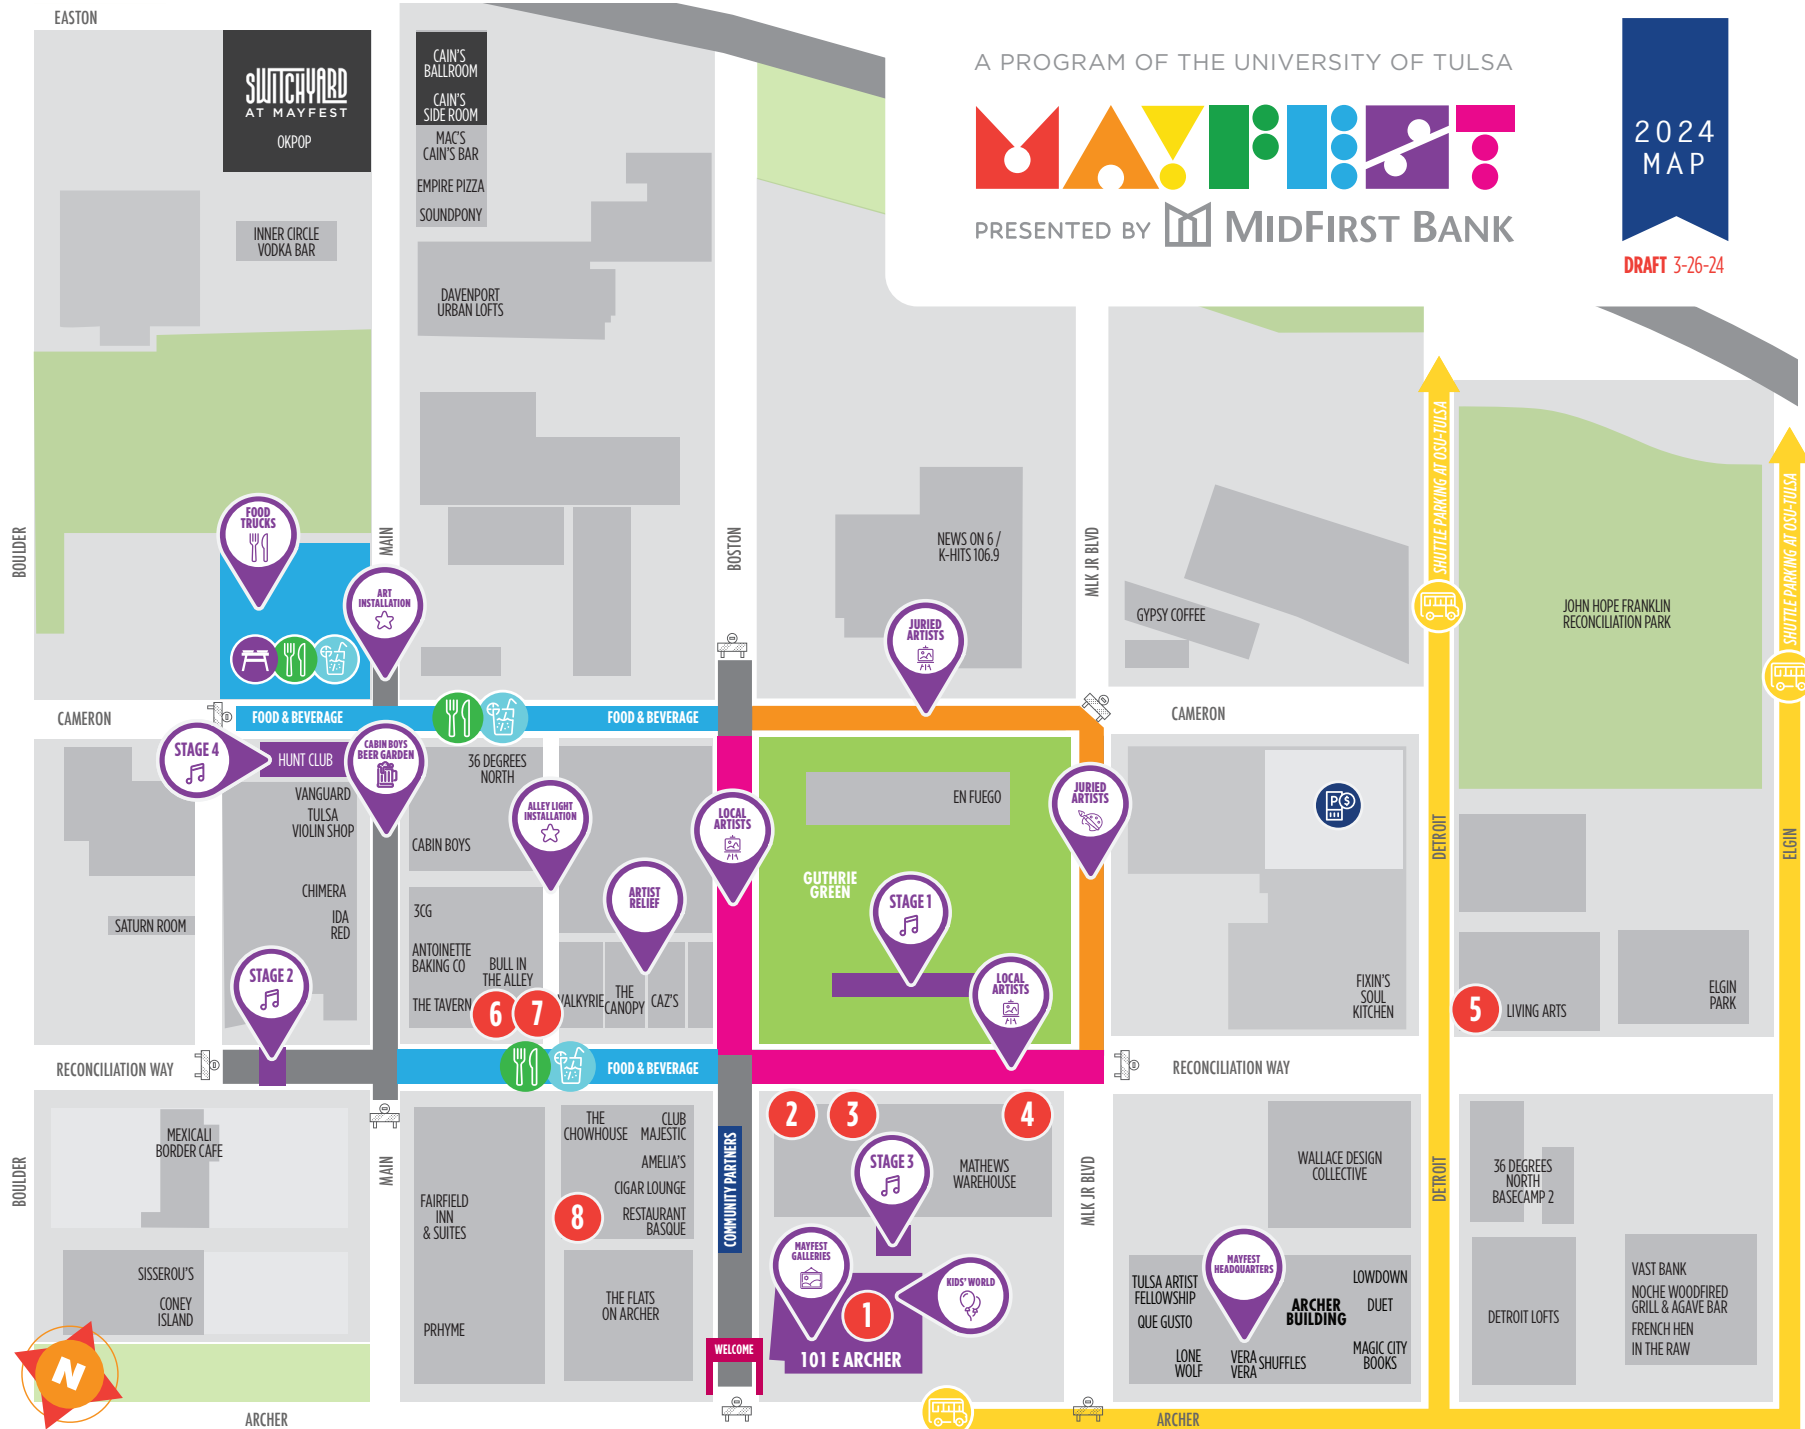 EASTON
SWITCHYARD
AT MAYFEST
OKPOP
CAIN'S
BALLROOM
CAIN'S
SIDE ROOM
MAC'S
CAIN'S BAR
EMPIRE PIZZA
SOUNDPONY
A PROGRAM OF THE UNIVERSITY OF TULSA
MAYFEST
PRESENTED BY MIDFIRST BANK
2024
MAP
DRAFT 3-26-24
INNER CIRCLE
VODKA BAR
DAVENPORT
URBAN LOFTS
BOULDER
MAIN
BOSTON
MLK JR BLVD
SHUTTLE PARKING AT OSU-TULSA
SHUTTLE PARKING AT OSU-TULSA
FOOD
TRUCKS
ART
INSTALLATION
NEWS ON 6 /
K-HITS 106.9
JURIED
ARTISTS
GYPSY COFFEE
JOHN HOPE FRANKLIN
RECONCILIATION PARK
CAMERON
FOOD & BEVERAGE
FOOD & BEVERAGE
CAMERON
STAGE 4
HUNT CLUB
CABIN BOYS
BEER GARDEN
36 DEGREES
NORTH
VANGUARD
TULSA
VIOLIN SHOP
CABIN BOYS
ALLEY LIGHT
INSTALLATION
LOCAL
ARTISTS
EN FUEGO
JURIED
ARTISTS
P$
DETROIT
ELGIN
CHIMERA
IDA
RED
SATURN ROOM
3CG
ANTOINETTE
BAKING CO
BULL IN
THE ALLEY
THE TAVERN
6
7
ARTIST
RELIEF
VALKYRIE
THE
CANOPY
CAZ'S
GUTHRIE
GREEN
STAGE 1
LOCAL
ARTISTS
FIXIN'S
SOUL
KITCHEN
5
LIVING ARTS
ELGIN
PARK
STAGE 2
RECONCILIATION WAY
FOOD & BEVERAGE
RECONCILIATION WAY
BOULDER
MAIN
MEXICALI
BORDER CAFE
SISSEROU'S
CONEY
ISLAND
FAIRFIELD
INN
& SUITES
PRHYME
THE
CHOWHOUSE
CLUB
MAJESTIC
AMELIA'S
CIGAR LOUNGE
RESTAURANT
BASQUE
8
THE FLATS
ON ARCHER
COMMUNITY PARTNERS
WELCOME
2
3
4
STAGE 3
MATHEWS
WAREHOUSE
MAYFEST
GALLERIES
KIDS' WORLD
1
101 E ARCHER
MLK JR BLVD
WALLACE DESIGN
COLLECTIVE
MAYFEST
HEADQUARTERS
TULSA ARTIST
FELLOWSHIP
QUE GUSTO
LONE
WOLF
VERA
VERA
SHUFFLES
ARCHER
BUILDING
LOWDOWN
DUET
MAGIC CITY
BOOKS
DETROIT
36 DEGREES
NORTH
BASECAMP 2
DETROIT LOFTS
VAST BANK
NOCHE WOODFIRED
GRILL & AGAVE BAR
FRENCH HEN
IN THE RAW
N
ARCHER
ARCHER